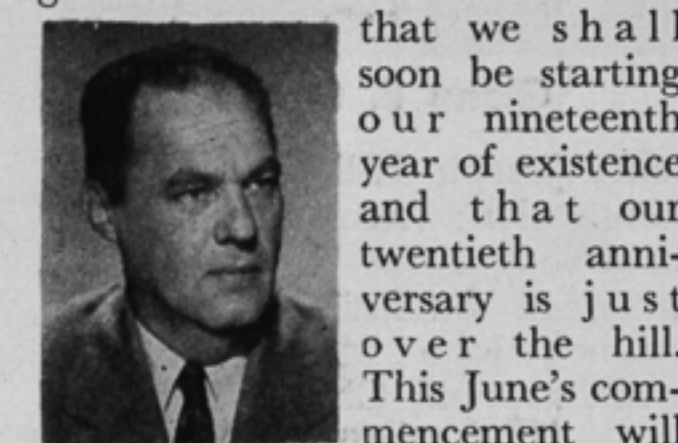 that we shall
soon be starting
our nineteenth
year of existence
and that our
twentieth anni-
versary is just
over the hill.
This June's com-
mencement will